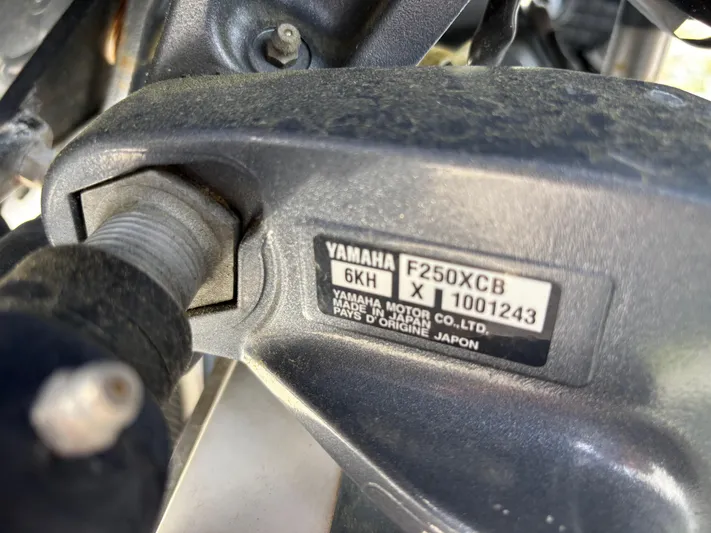 YAMAHA F250XCB
6KH X 1001243
YAMAHA MOTOR CO.,LTD.
MADE IN JAPAN
PAYS D'ORIGINE JAPON